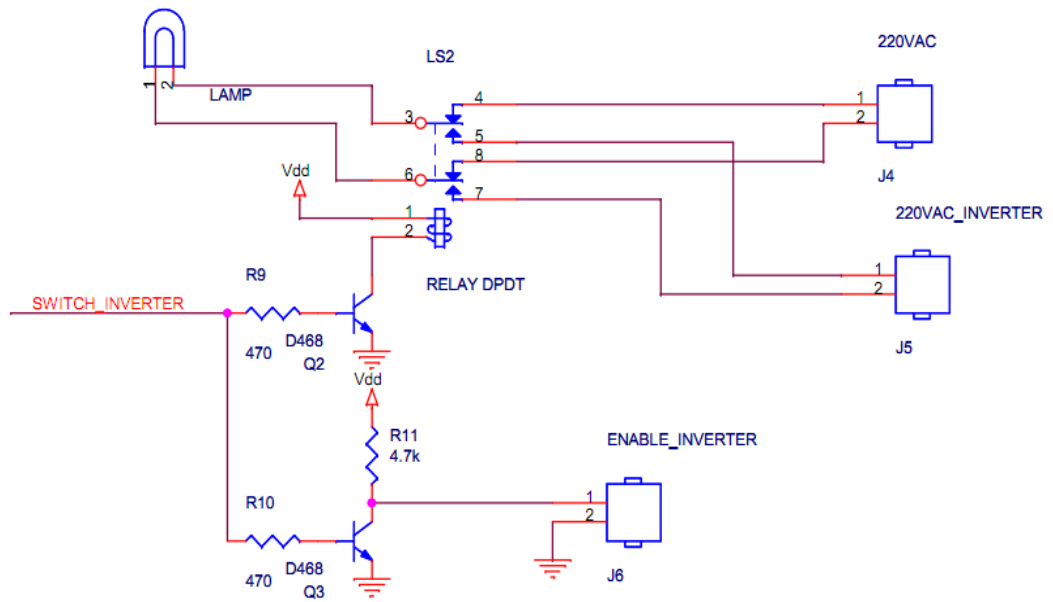 220VAC
LS2
1
2
LAMP
4
1
3
2
5
8
6
J4
Vdd
7
1
220VAC_INVERTER
2
R9
RELAY DPDT
1
2
SWITCH_INVERTER
D468
470
Q2
J5
Vdd
R11
4.7k
ENABLE_INVERTER
1
R10
2
D468
470
Q3
J6